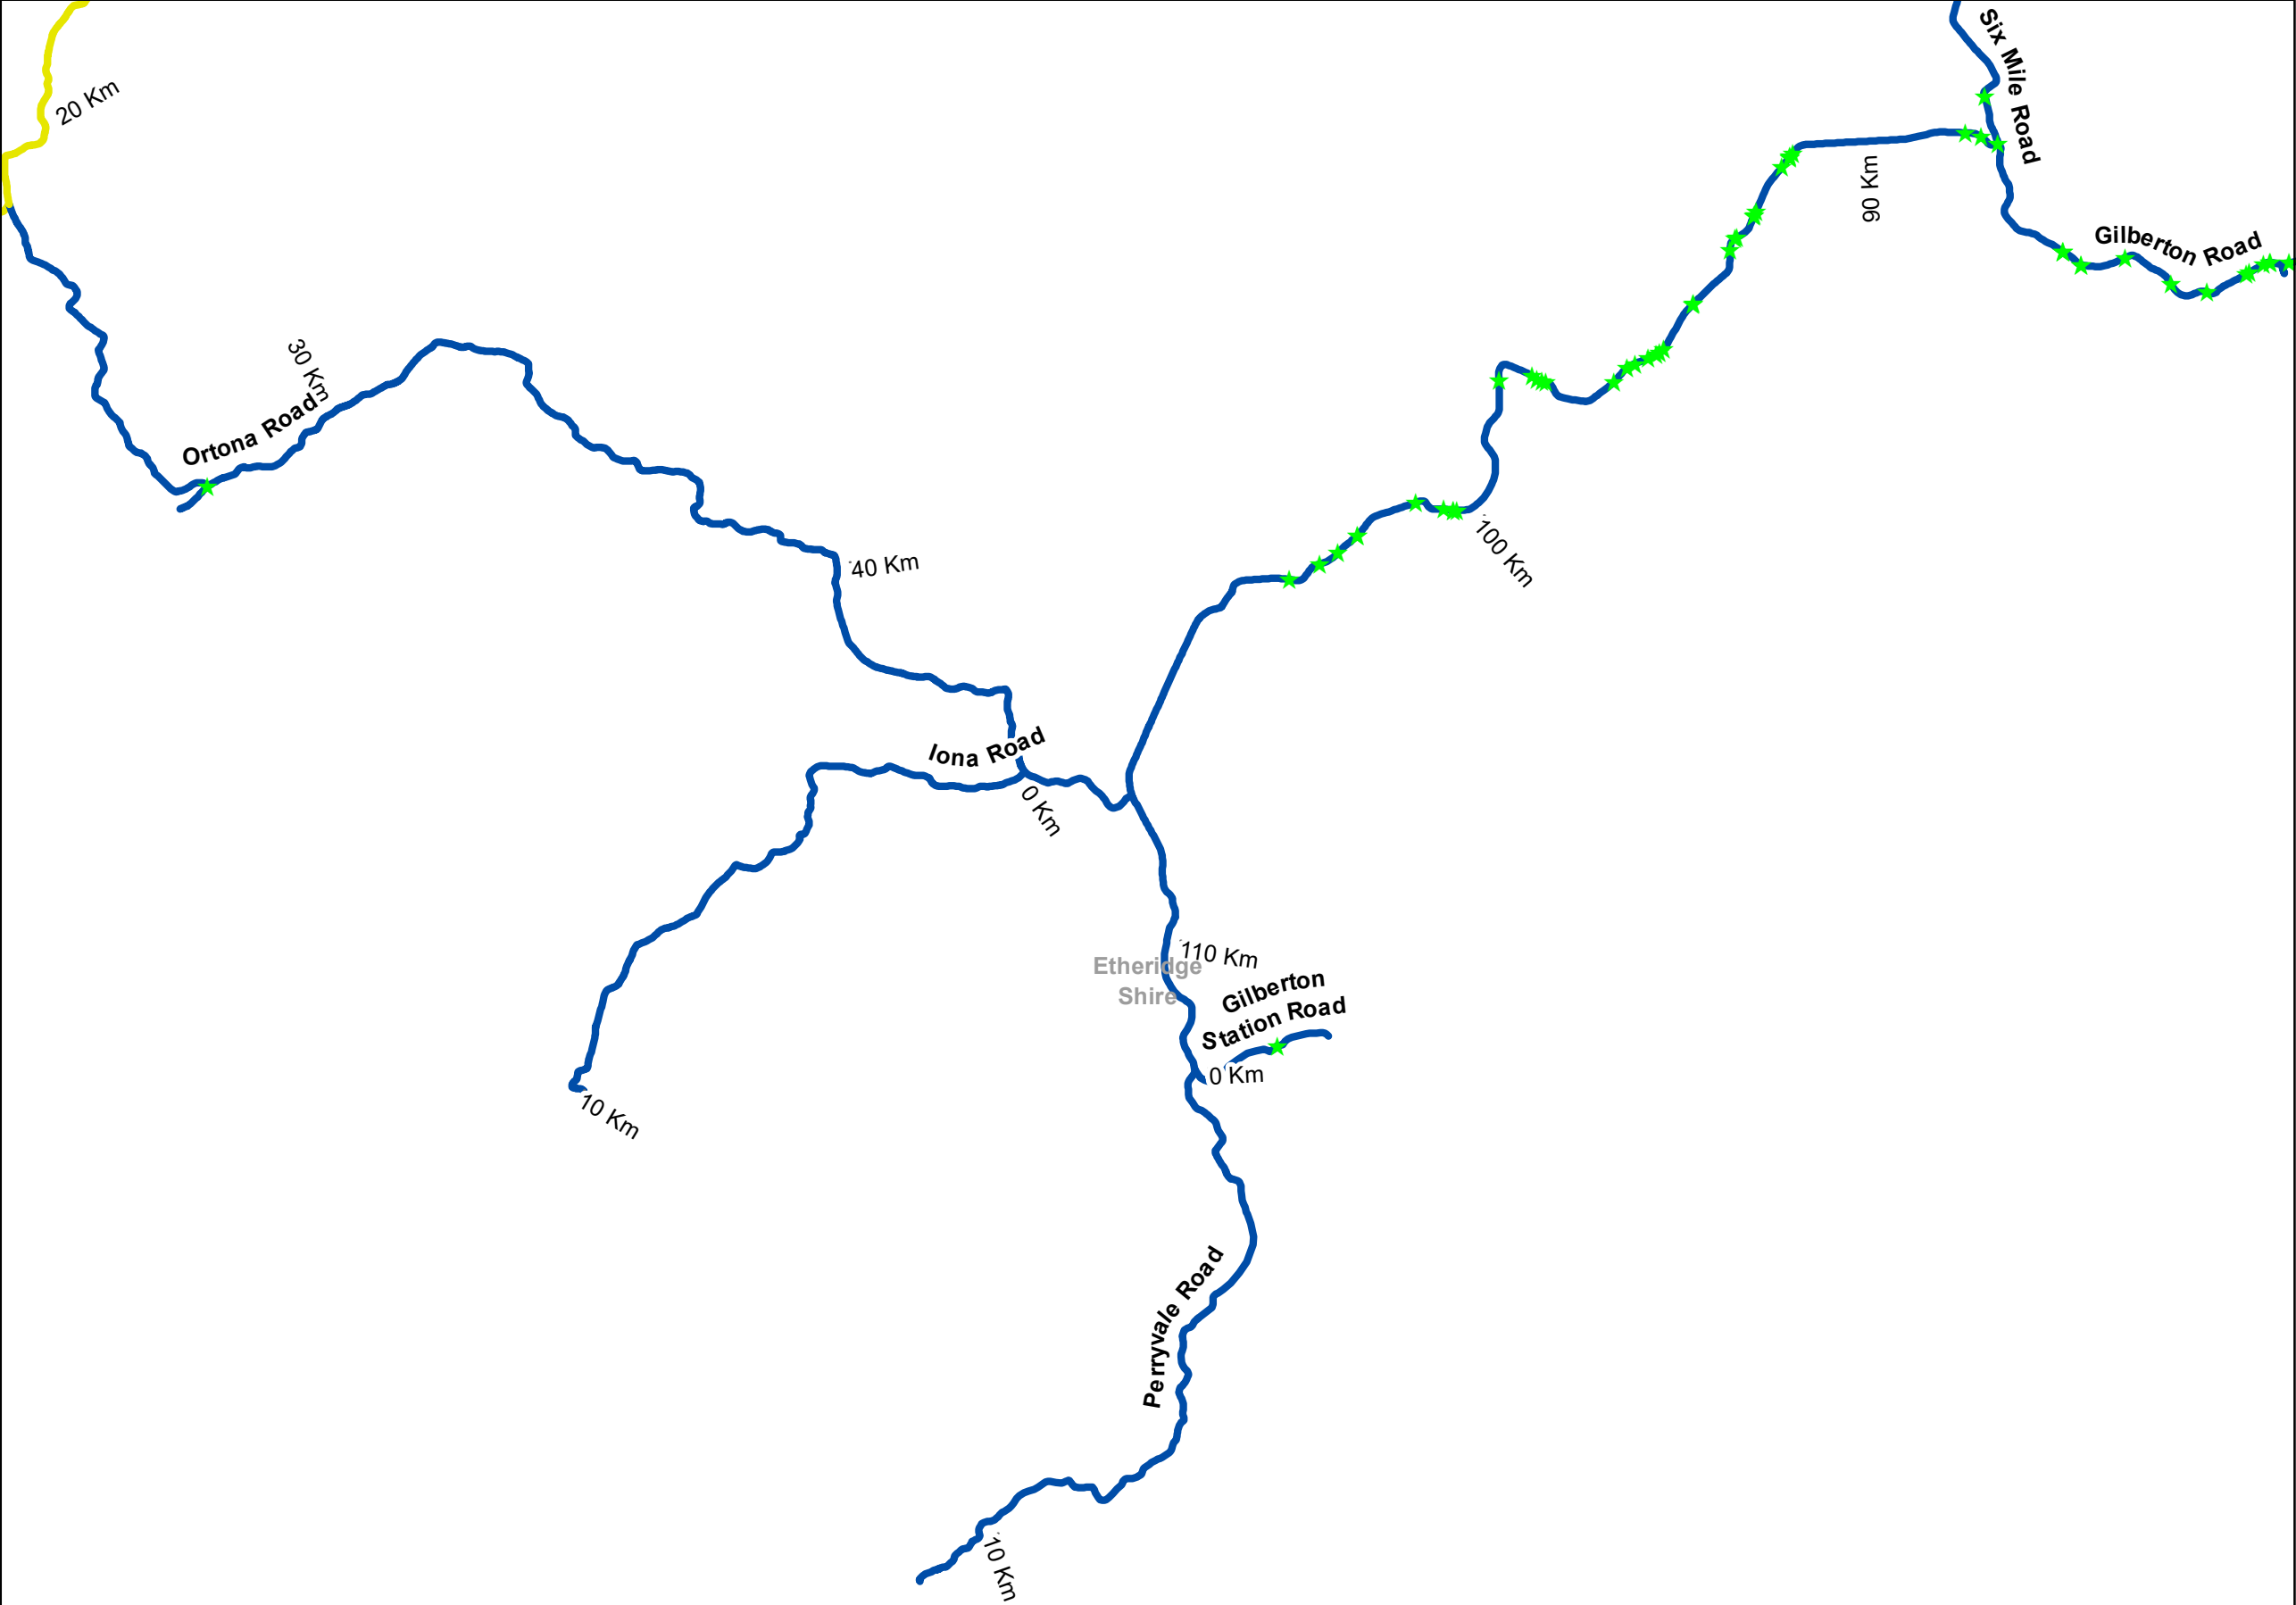 Six Mile Road
20 Km
90 Km
Gilberton Road
30 Km
Ortona Road
40 Km
100 Km
Iona Road
0 Km
110 Km
Etheridge
Shire
Gilberton
Station Road
0 Km
10 Km
Perryvale Road
10 Km